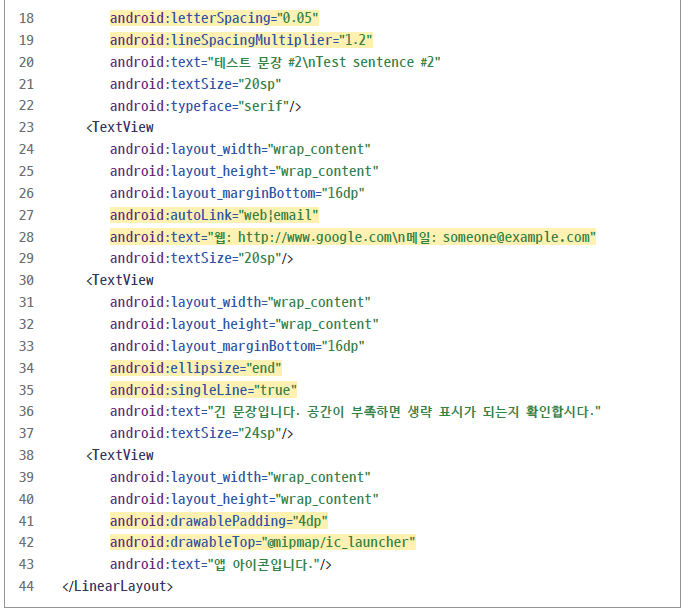 18 android:letterSpacing="0.05"
19 android:lineSpacingMultiplier="1.2"
20 android:text="테스트 문장 #2\nTest sentence #2"
21 android:textSize="20sp"
22 android:typeface="serif"/>
23 <TextView
24 android:layout_width="wrap_content"
25 android:layout_height="wrap_content"
26 android:layout_marginBottom="16dp"
27 android:autoLink="web¦email"
28 android:text="웹: http://www.google.com\n메일: someone@example.com"
29 android:textSize="20sp"/>
30 <TextView
31 android:layout_width="wrap_content"
32 android:layout_height="wrap_content"
33 android:layout_marginBottom="16dp"
34 android:ellipsize="end"
35 android:singleLine="true"
36 android:text="긴 문장입니다. 공간이 부족하면 생략 표시가 되는지 확인합시다."
37 android:textSize="24sp"/>
38 <TextView
39 android:layout_width="wrap_content"
40 android:layout_height="wrap_content"
41 android:drawablePadding="4dp"
42 android:drawableTop="@mipmap/ic_launcher"
43 android:text="앱 아이콘입니다."/>
44 </LinearLayout>